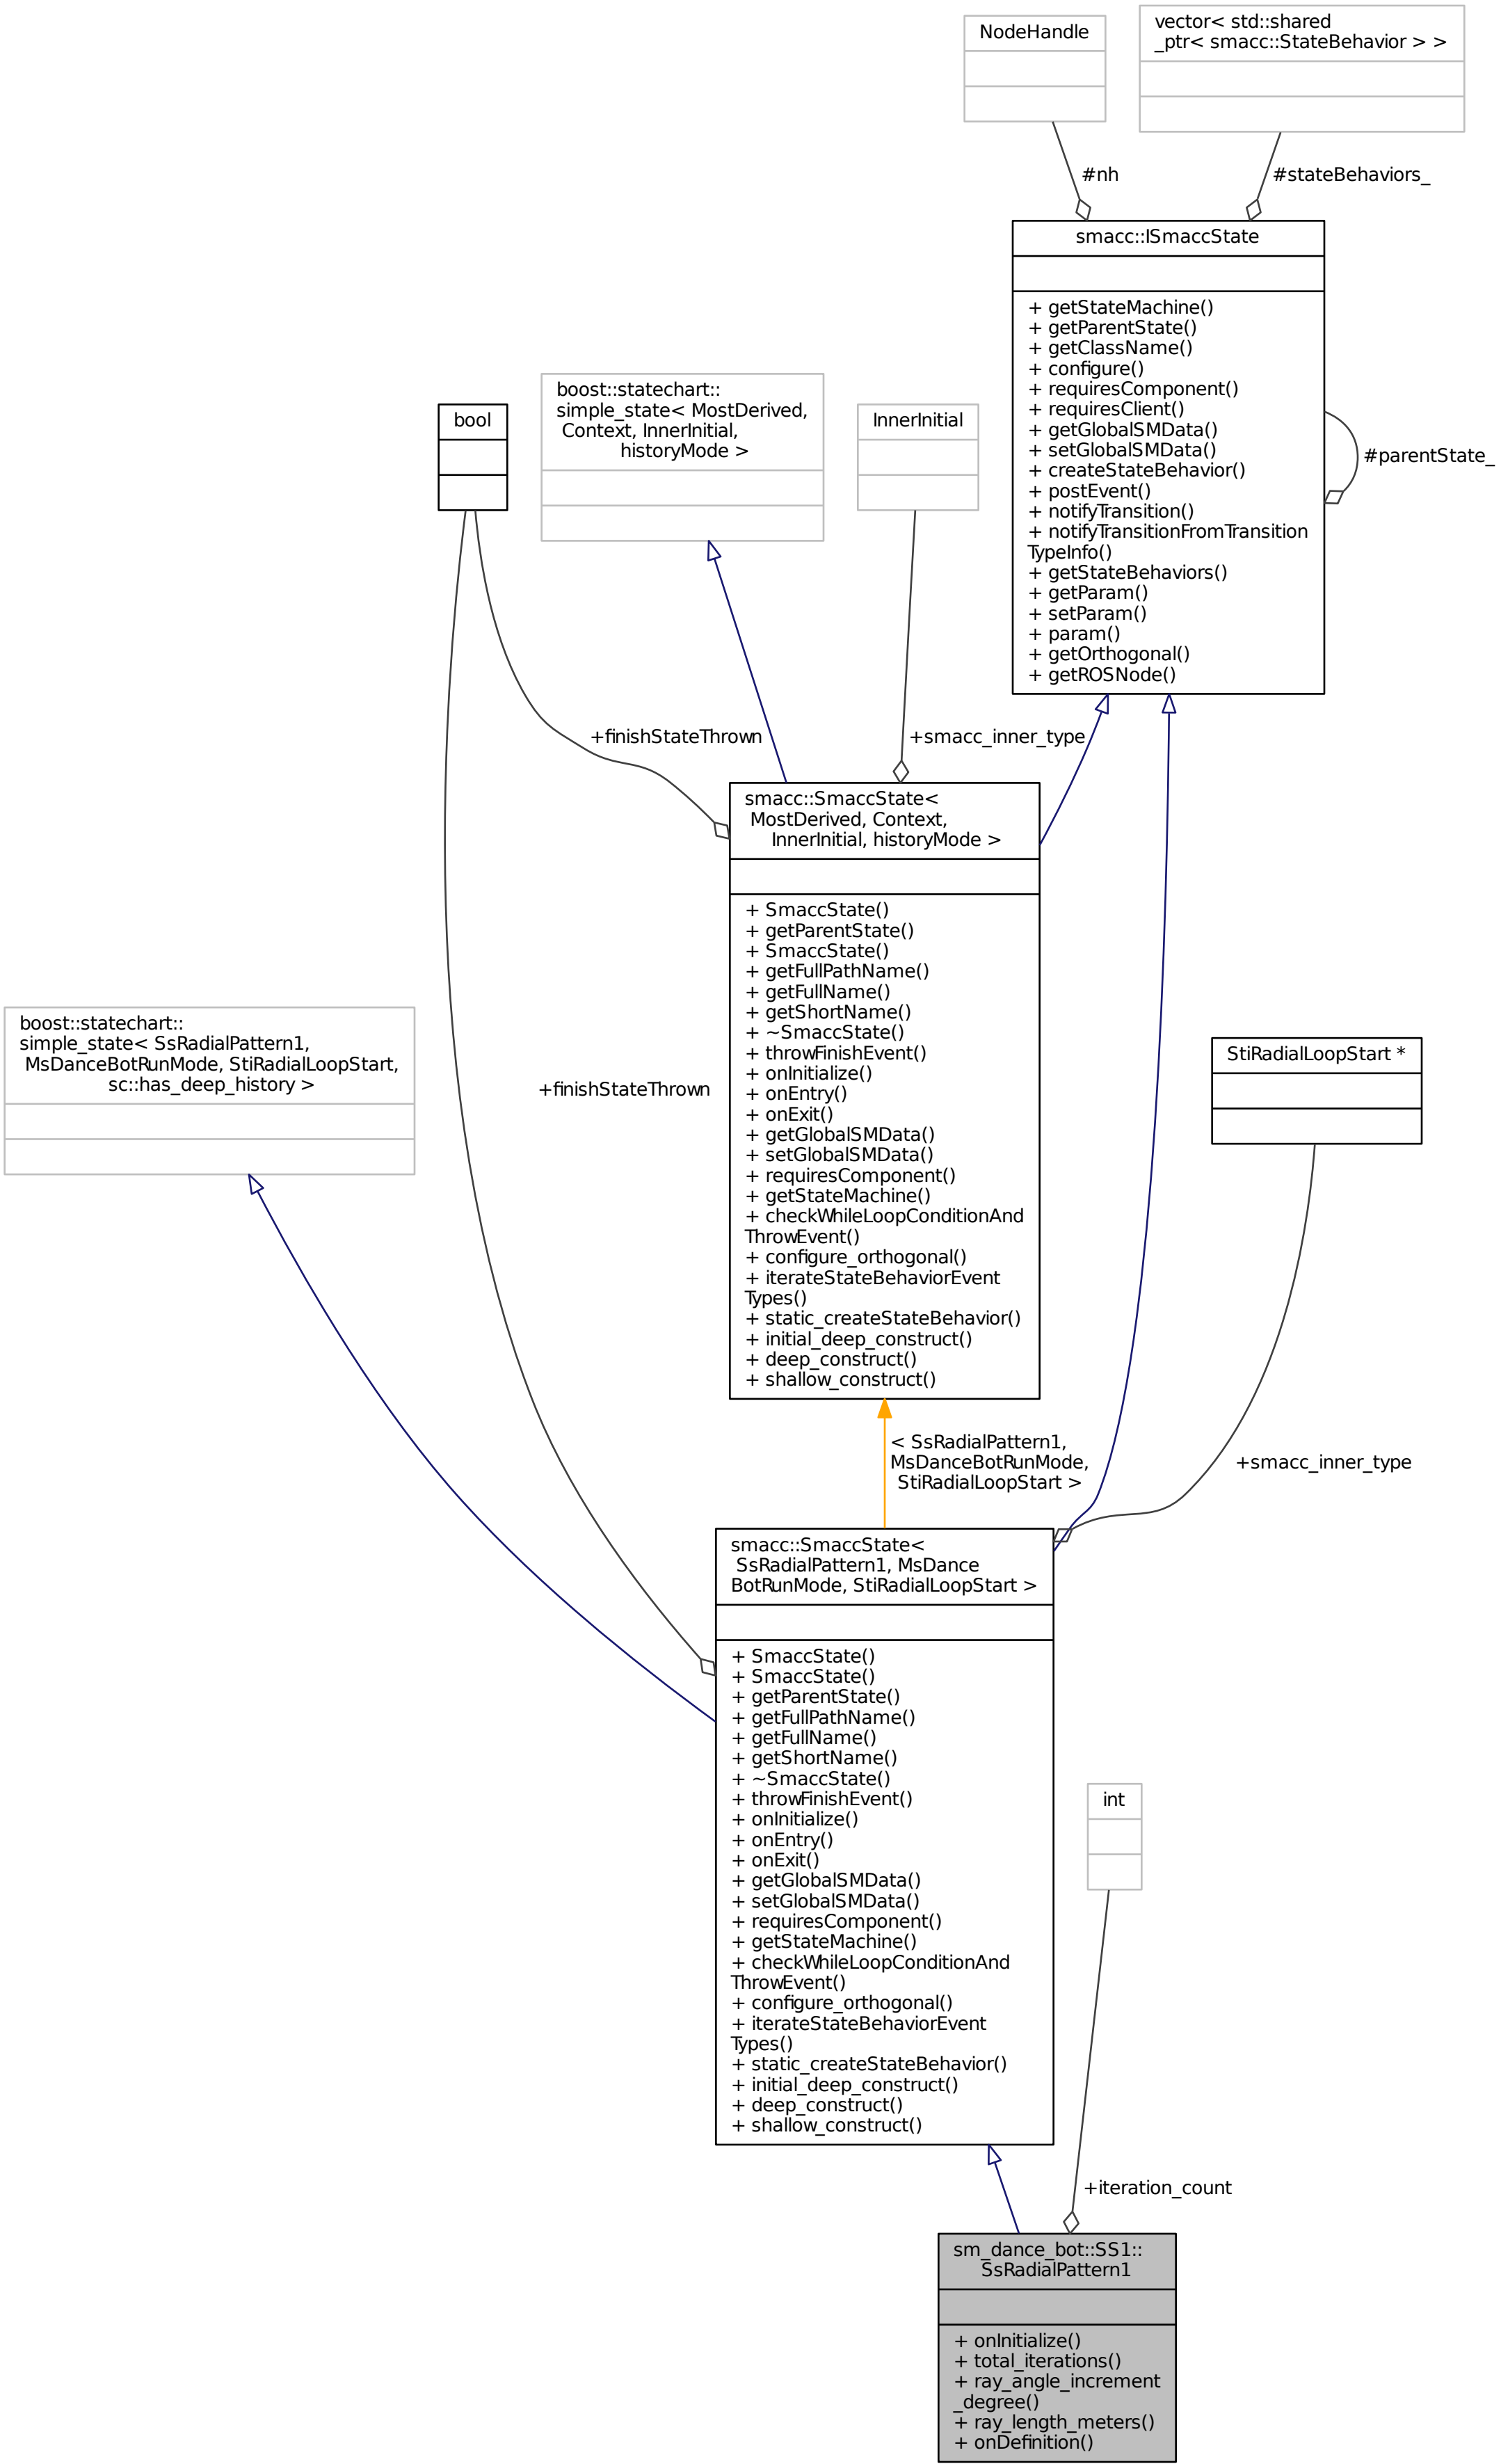 NodeHandle
vector< std::shared
_ptr< smacc::StateBehavior > >
#nh
#stateBehaviors_
smacc::ISmaccState
+ getStateMachine()
+ getParentState()
+ getClassName()
+ configure()
+ requiresComponent()
+ requiresClient()
+ getGlobalSMData()
+ setGlobalSMData()
+ createStateBehavior()
+ postEvent()
+ notifyTransition()
+ notifyTransitionFromTransition
TypeInfo()
+ getStateBehaviors()
+ getParam()
+ setParam()
+ param()
+ getOrthogonal()
+ getROSNode()
#parentState_
bool
boost::statechart::
simple_state< MostDerived,
Context, InnerInitial,
historyMode >
InnerInitial
+finishStateThrown
+smacc_inner_type
smacc::SmaccState<
MostDerived, Context,
InnerInitial, historyMode >
+ SmaccState()
+ getParentState()
+ SmaccState()
+ getFullPathName()
+ getFullName()
+ getShortName()
+ ~SmaccState()
+ throwFinishEvent()
+ onInitialize()
+ onEntry()
+ onExit()
+ getGlobalSMData()
+ setGlobalSMData()
+ requiresComponent()
+ getStateMachine()
+ checkWhileLoopConditionAnd
ThrowEvent()
+ configure_orthogonal()
+ iterateStateBehaviorEvent
Types()
+ static_createStateBehavior()
+ initial_deep_construct()
+ deep_construct()
+ shallow_construct()
boost::statechart::
simple_state< SsRadialPattern1,
MsDanceBotRunMode, StiRadialLoopStart,
sc::has_deep_history >
+finishStateThrown
StiRadialLoopStart *
< SsRadialPattern1,
MsDanceBotRunMode,
StiRadialLoopStart >
+smacc_inner_type
smacc::SmaccState<
SsRadialPattern1, MsDance
BotRunMode, StiRadialLoopStart >
+ SmaccState()
+ SmaccState()
+ getParentState()
+ getFullPathName()
+ getFullName()
+ getShortName()
+ ~SmaccState()
+ throwFinishEvent()
+ onInitialize()
+ onEntry()
+ onExit()
+ getGlobalSMData()
+ setGlobalSMData()
+ requiresComponent()
+ getStateMachine()
+ checkWhileLoopConditionAnd
ThrowEvent()
+ configure_orthogonal()
+ iterateStateBehaviorEvent
Types()
+ static_createStateBehavior()
+ initial_deep_construct()
+ deep_construct()
+ shallow_construct()
int
+iteration_count
sm_dance_bot::SS1::
SsRadialPattern1
+ onInitialize()
+ total_iterations()
+ ray_angle_increment
_degree()
+ ray_length_meters()
+ onDefinition()